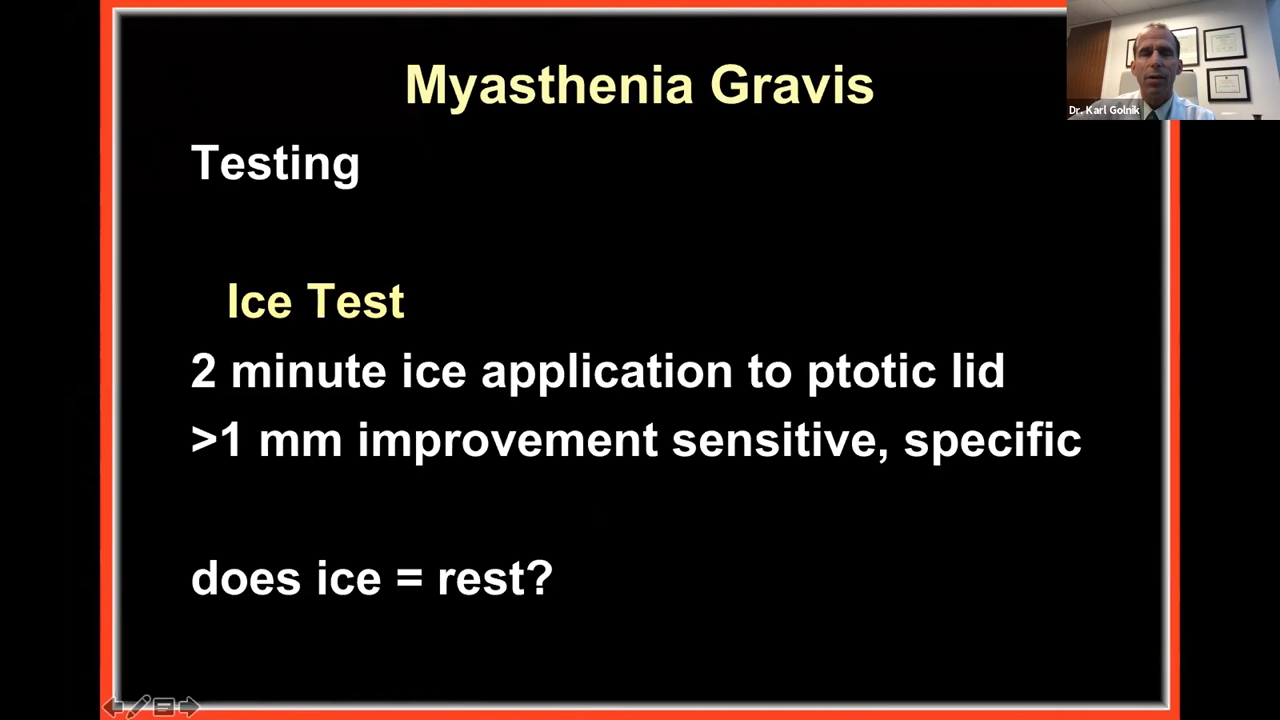 Myasthenia Gravis
Dr. Karl Golnik
Testing
Ice Test
2 minute ice application to ptotic lid
>1 mm improvement sensitive, specific
does ice = rest?